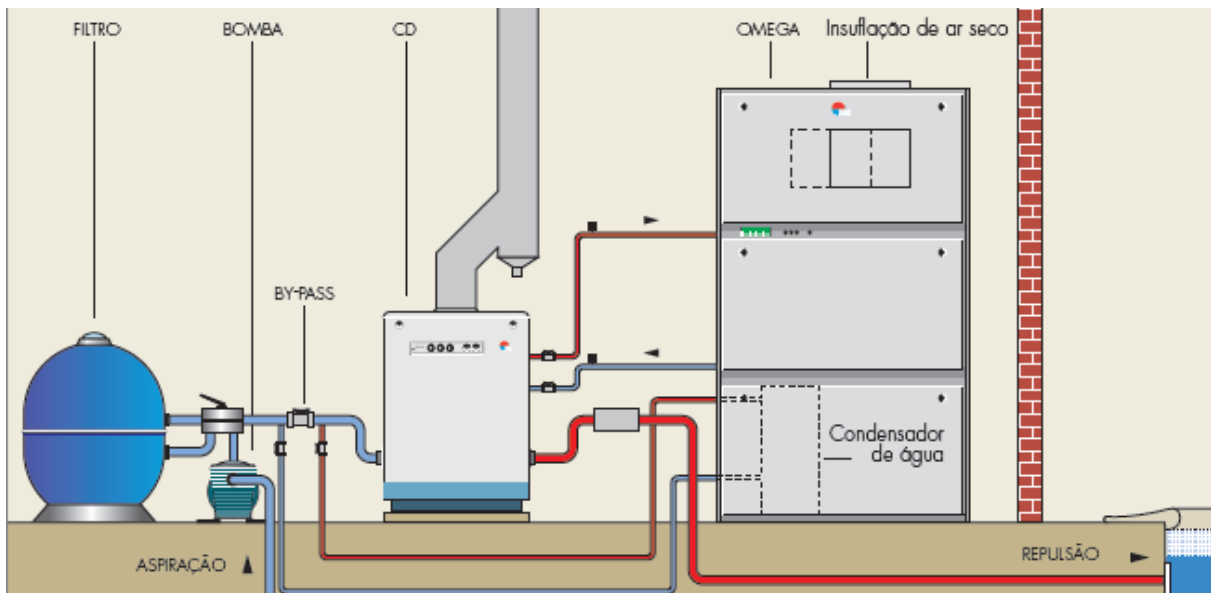 FILTRO
BOMBA
CD
OMEGA
Insuflação de ar seco
BY-PASS
Condensador
de água
ASPIRAÇÃO
REPULSÃO